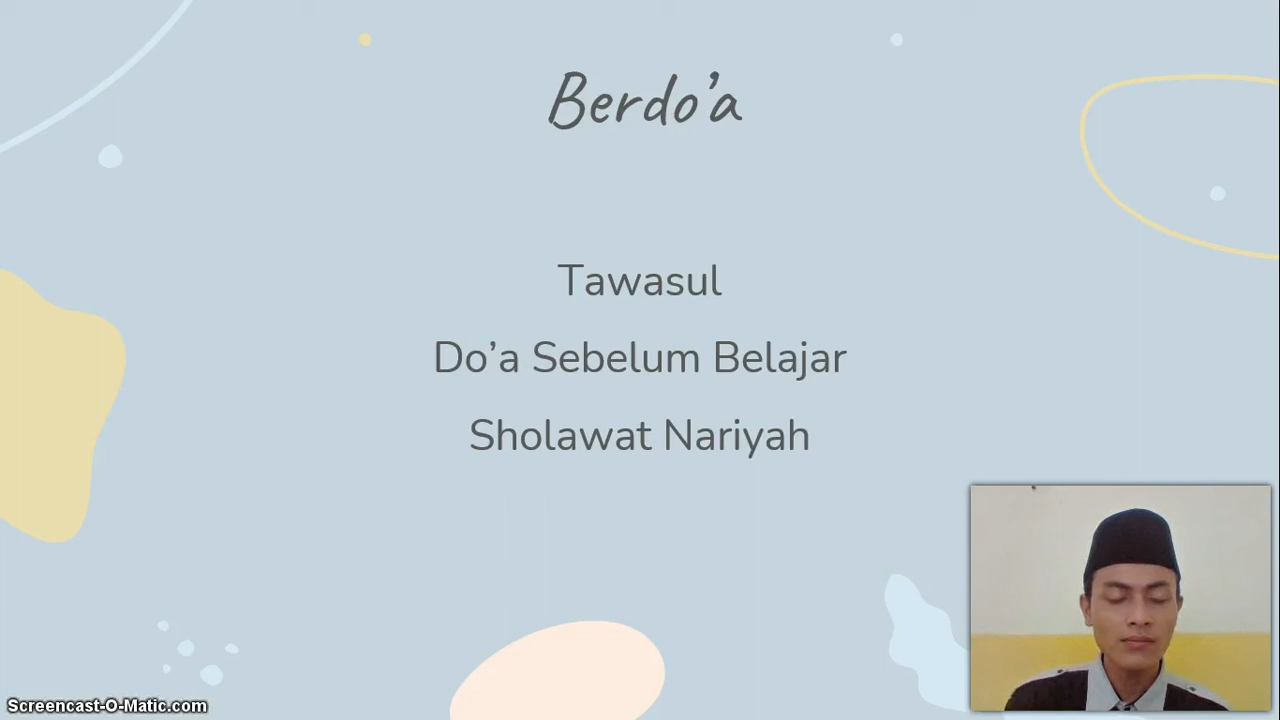 Berdo’a
Tawasul
Do’a Sebelum Belajar
Sholawat Nariyah
Screencast-O-Matic.com